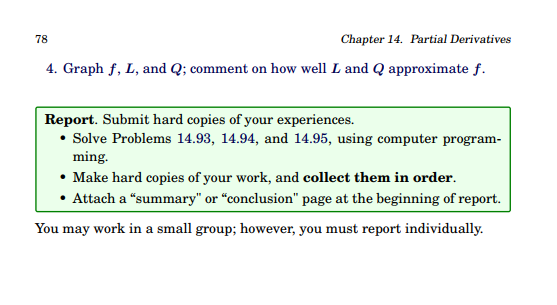 78 Chapter 14. Partial Derivatives
4. Graph f, L, and Q; comment on how well L and Q approximate f.
Report. Submit hard copies of your experiences.
• Solve Problems 14.93, 14.94, and 14.95, using computer program-
ming.
• Make hard copies of your work, and collect them in order.
• Attach a “summary" or “conclusion" page at the beginning of report.
You may work in a small group; however, you must report individually.